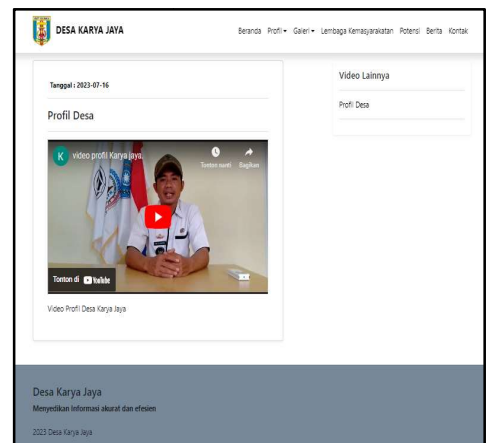 DESA KARYA JAYA
Beranda Profil Galeri Lembaga Kemasyarakatan Potensi Berita Kontak
Tanggal : 2023-07-16
Profil Desa
K video profil Karya jaya.
Tonton nanti Bagikan
Tonton di YouTube
Video Profil Desa Karya Jaya
Video Lainnya
Profil Desa
Desa Karya Jaya
Menyedikan Informasi akurat dan efesien
2023 Desa Karya Jaya